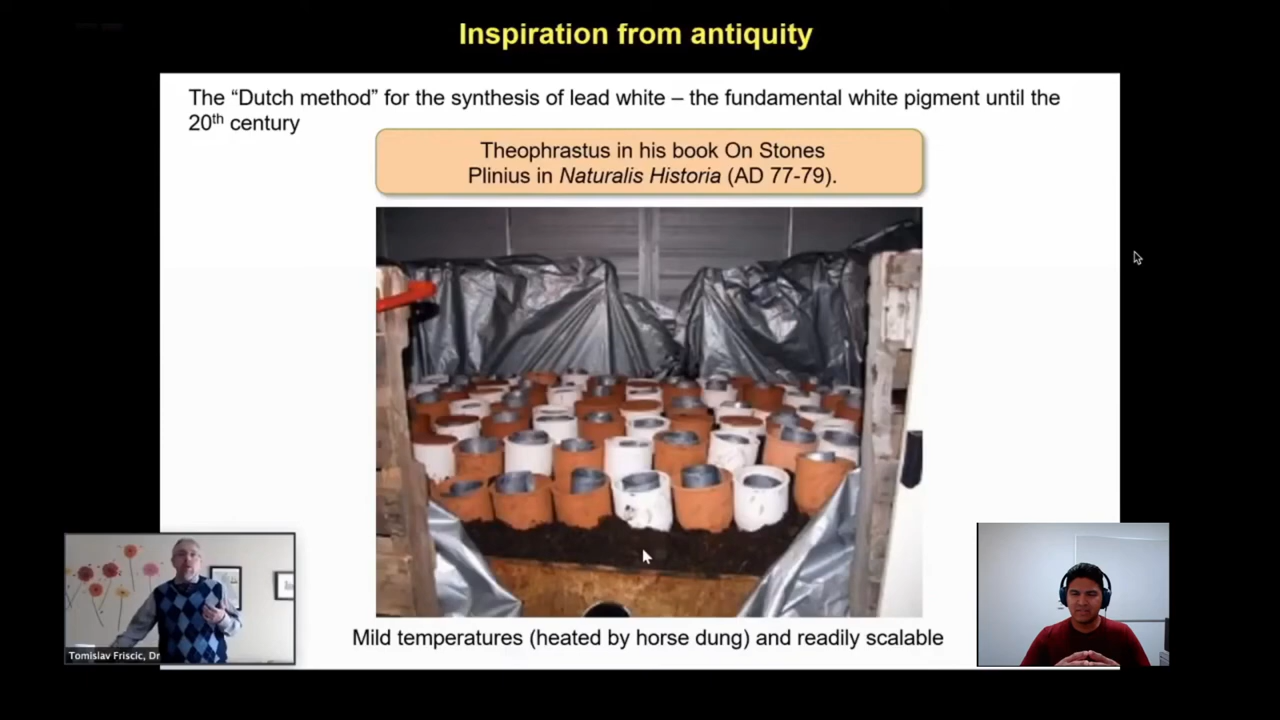 Inspiration from antiquity
The “Dutch method” for the synthesis of lead white – the fundamental white pigment until the
20th century
Theophrastus in his book On Stones
Plinius in Naturalis Historia (AD 77-79).
Mild temperatures (heated by horse dung) and readily scalable
Tomislav Friscic, Dr